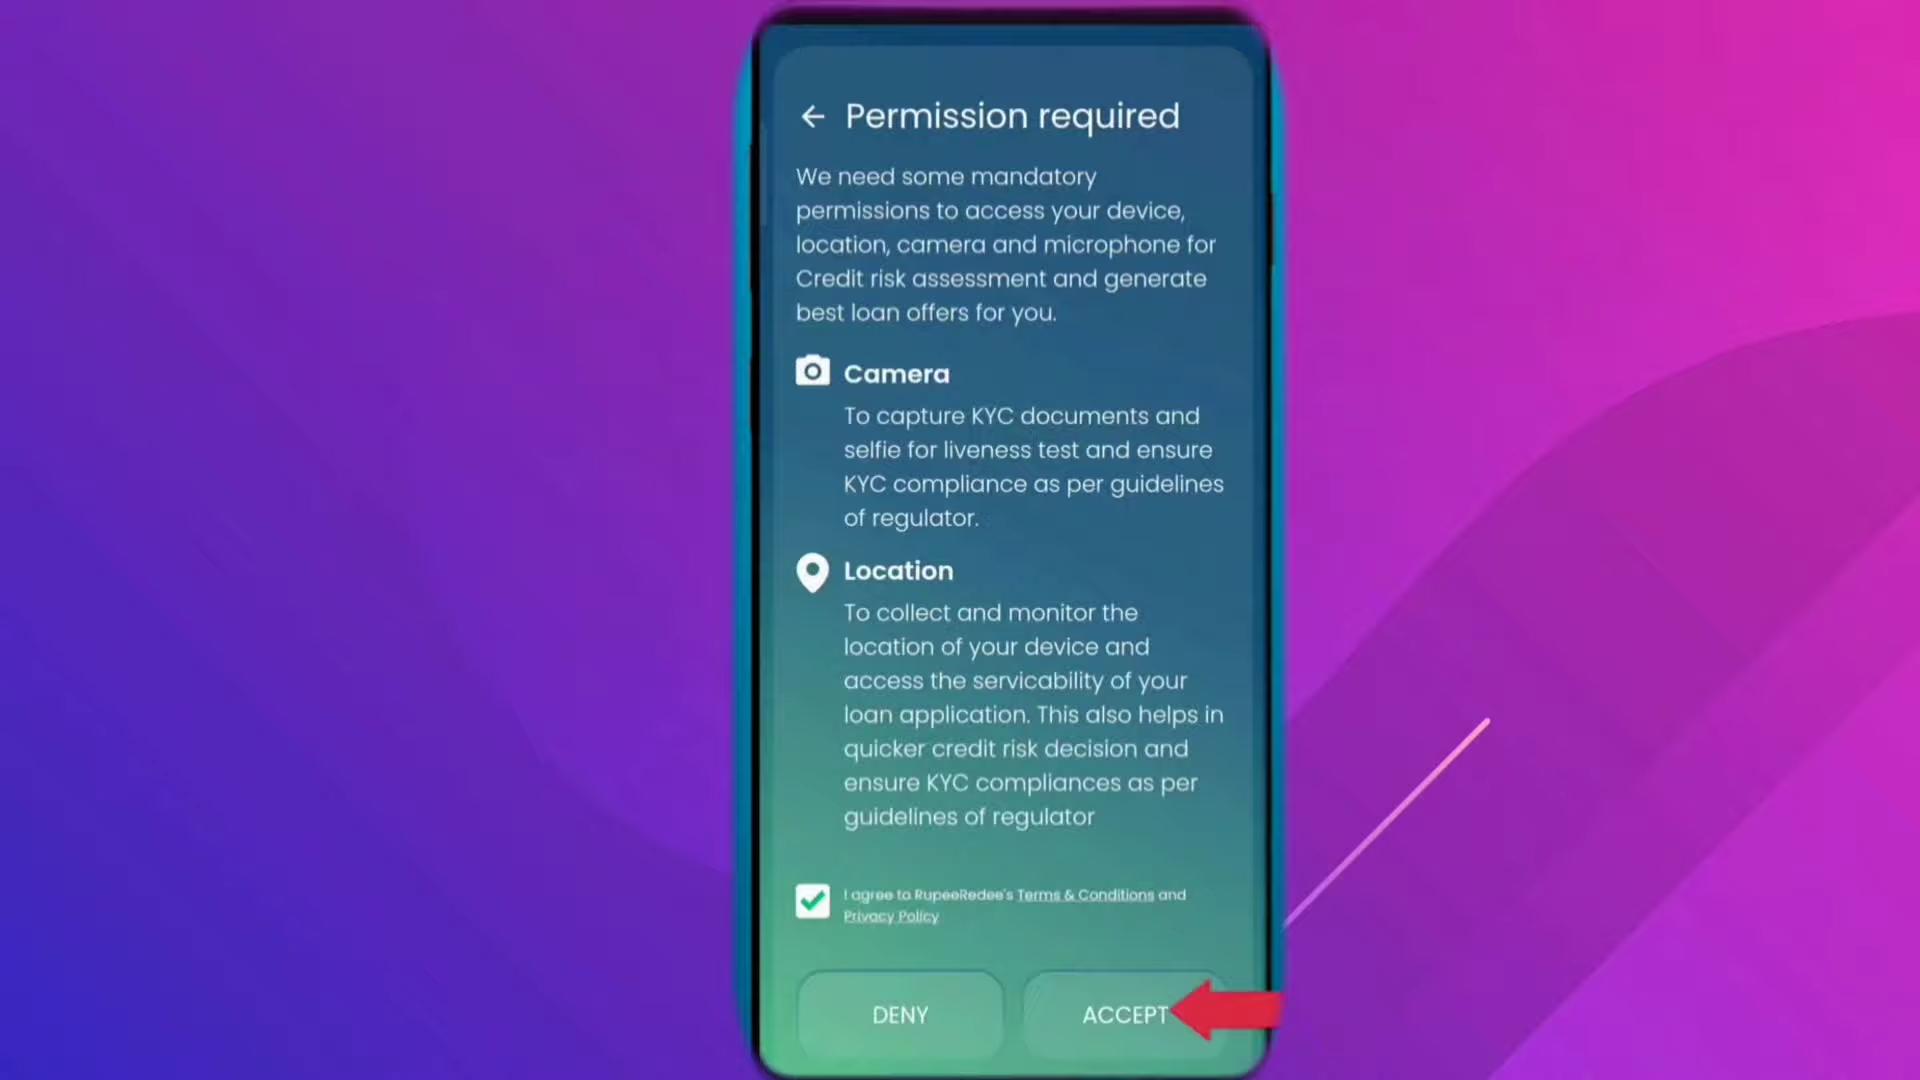 Permission required
We need some mandatory
permissions to access your device,
location, camera and microphone for
Credit risk assessment and generate
best loan offers for you.
Camera
To capture KYC documents and
selfie for liveness test and ensure
KYC compliance as per guidelines
of regulator.
Location
To collect and monitor the
location of your device and
access the servicability of your
loan application. This also helps in
quicker credit risk decision and
ensure KYC compliances as per
guidelines of regulator
I agree to RupeeRedee's Terms & Conditions and
Privacy Policy
DENY
ACCEPT